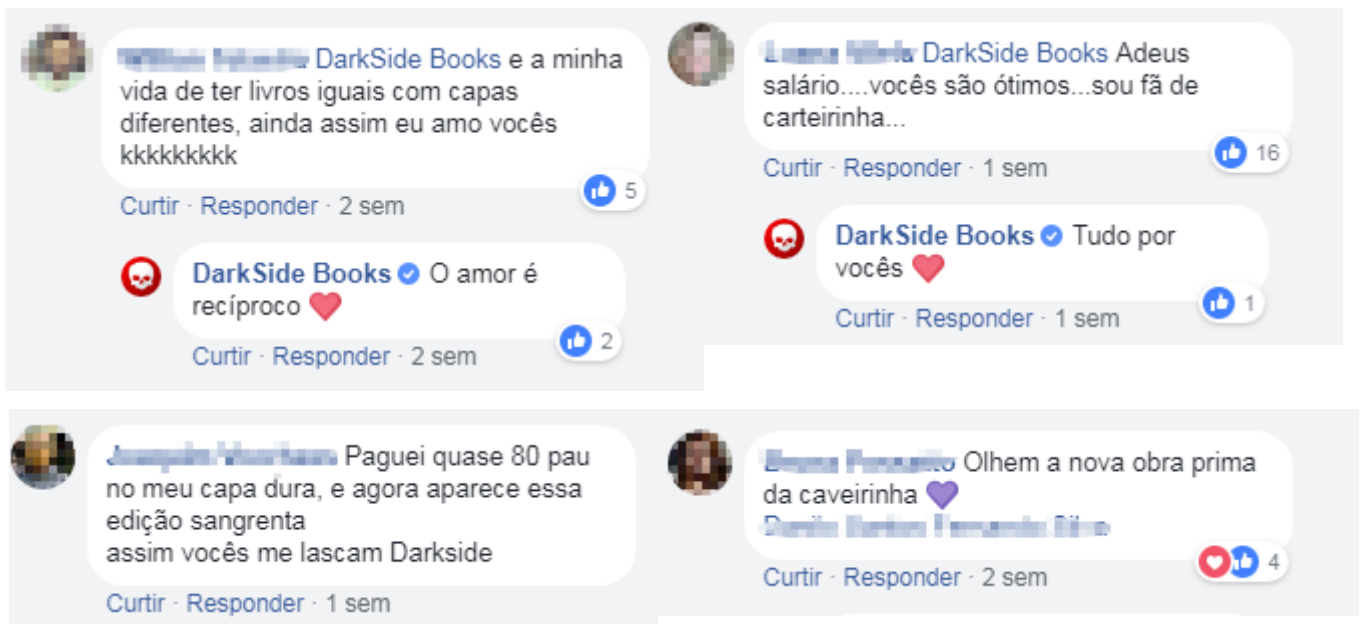 DarkSide Books e a minha
vida de ter livros iguais com capas
diferentes, ainda assim eu amo vocês
kkkkkkkkk
5
Curtir · Responder · 2 sem
DarkSide Books O amor é
recíproco
2
Curtir · Responder · 2 sem
DarkSide Books Adeus
salário....vocês são ótimos...sou fã de
carteirinha...
16
Curtir · Responder · 1 sem
DarkSide Books Tudo por
vocês
1
Curtir · Responder · 1 sem
Paguei quase 80 pau
no meu capa dura, e agora aparece essa
edição sangrenta
assim vocês me lascam Darkside
Curtir · Responder · 1 sem
Olhem a nova obra prima
da caveirinha
4
Curtir · Responder · 2 sem